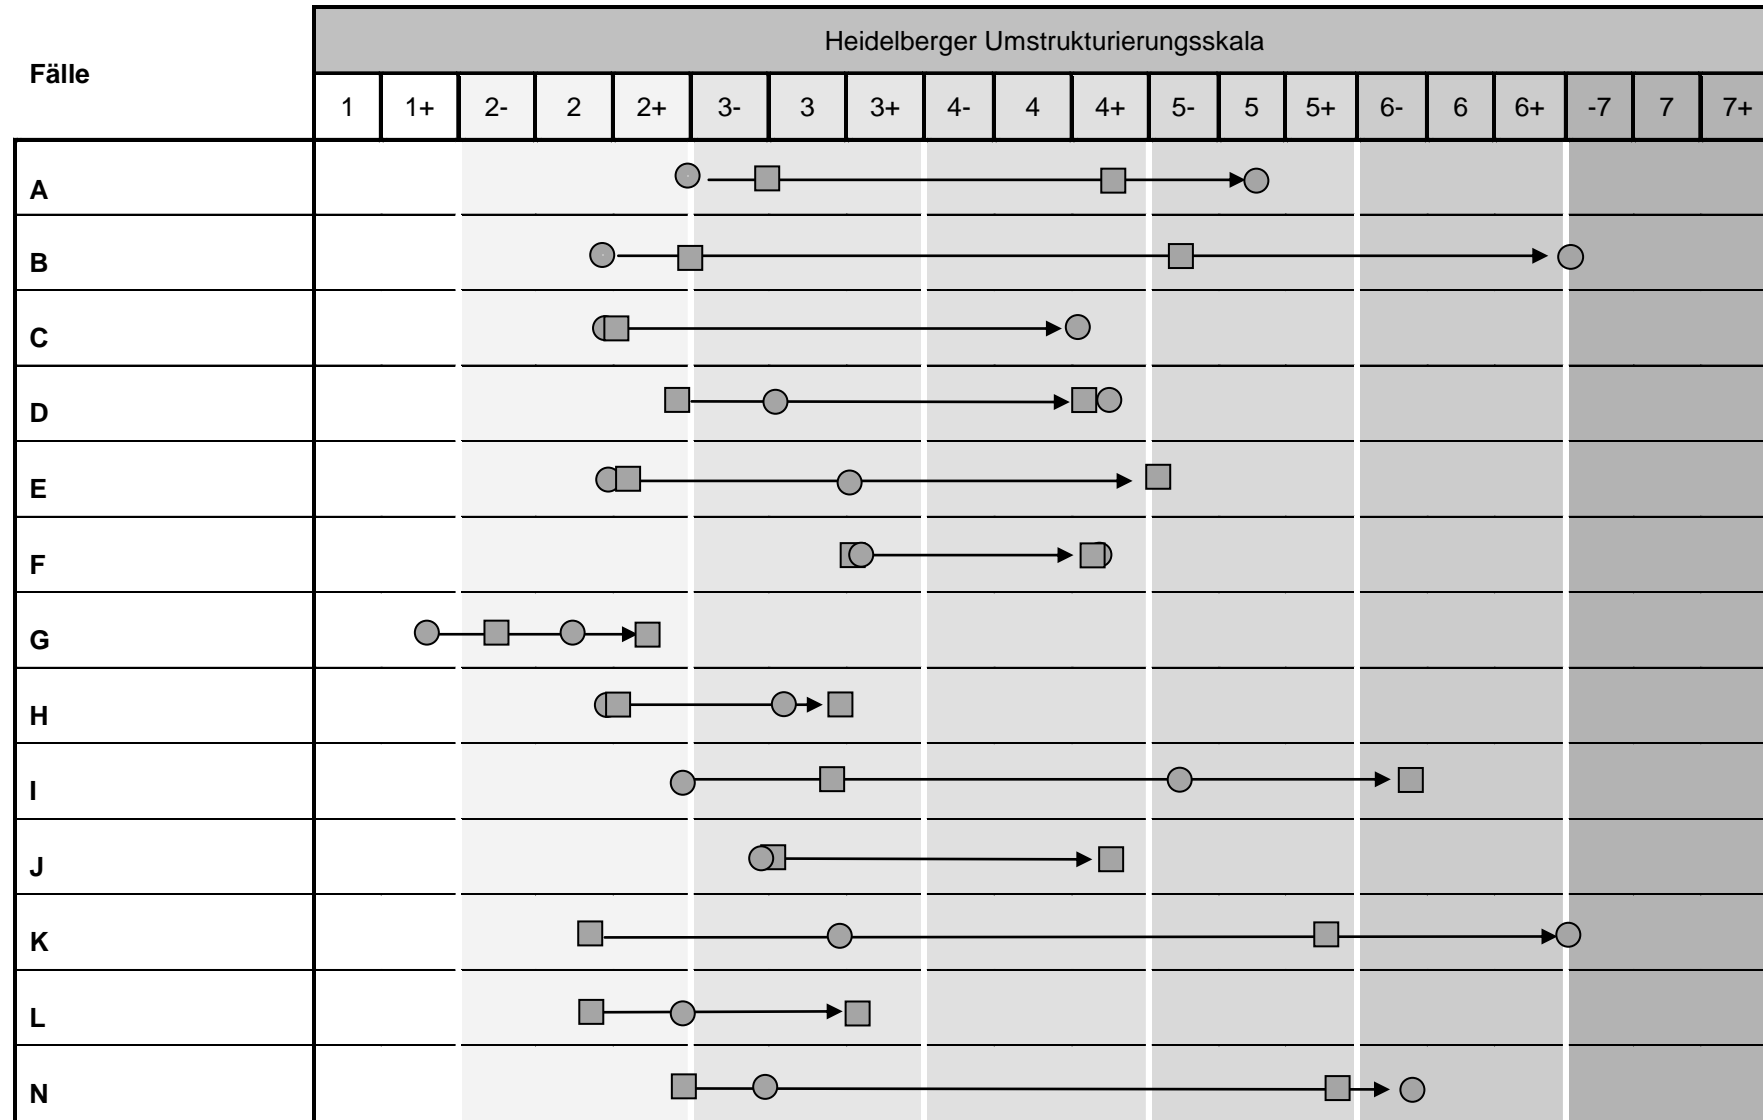 Heidelberger Umstrukturierungsskala
Fälle
1 1+ 2- 2 2+ 3- 3 3+ 4- 4 4+ 5- 5 5+ 6- 6 6+ -7 7 7+
A
B
C
D
E
F
G
H
I
J
K
L
N